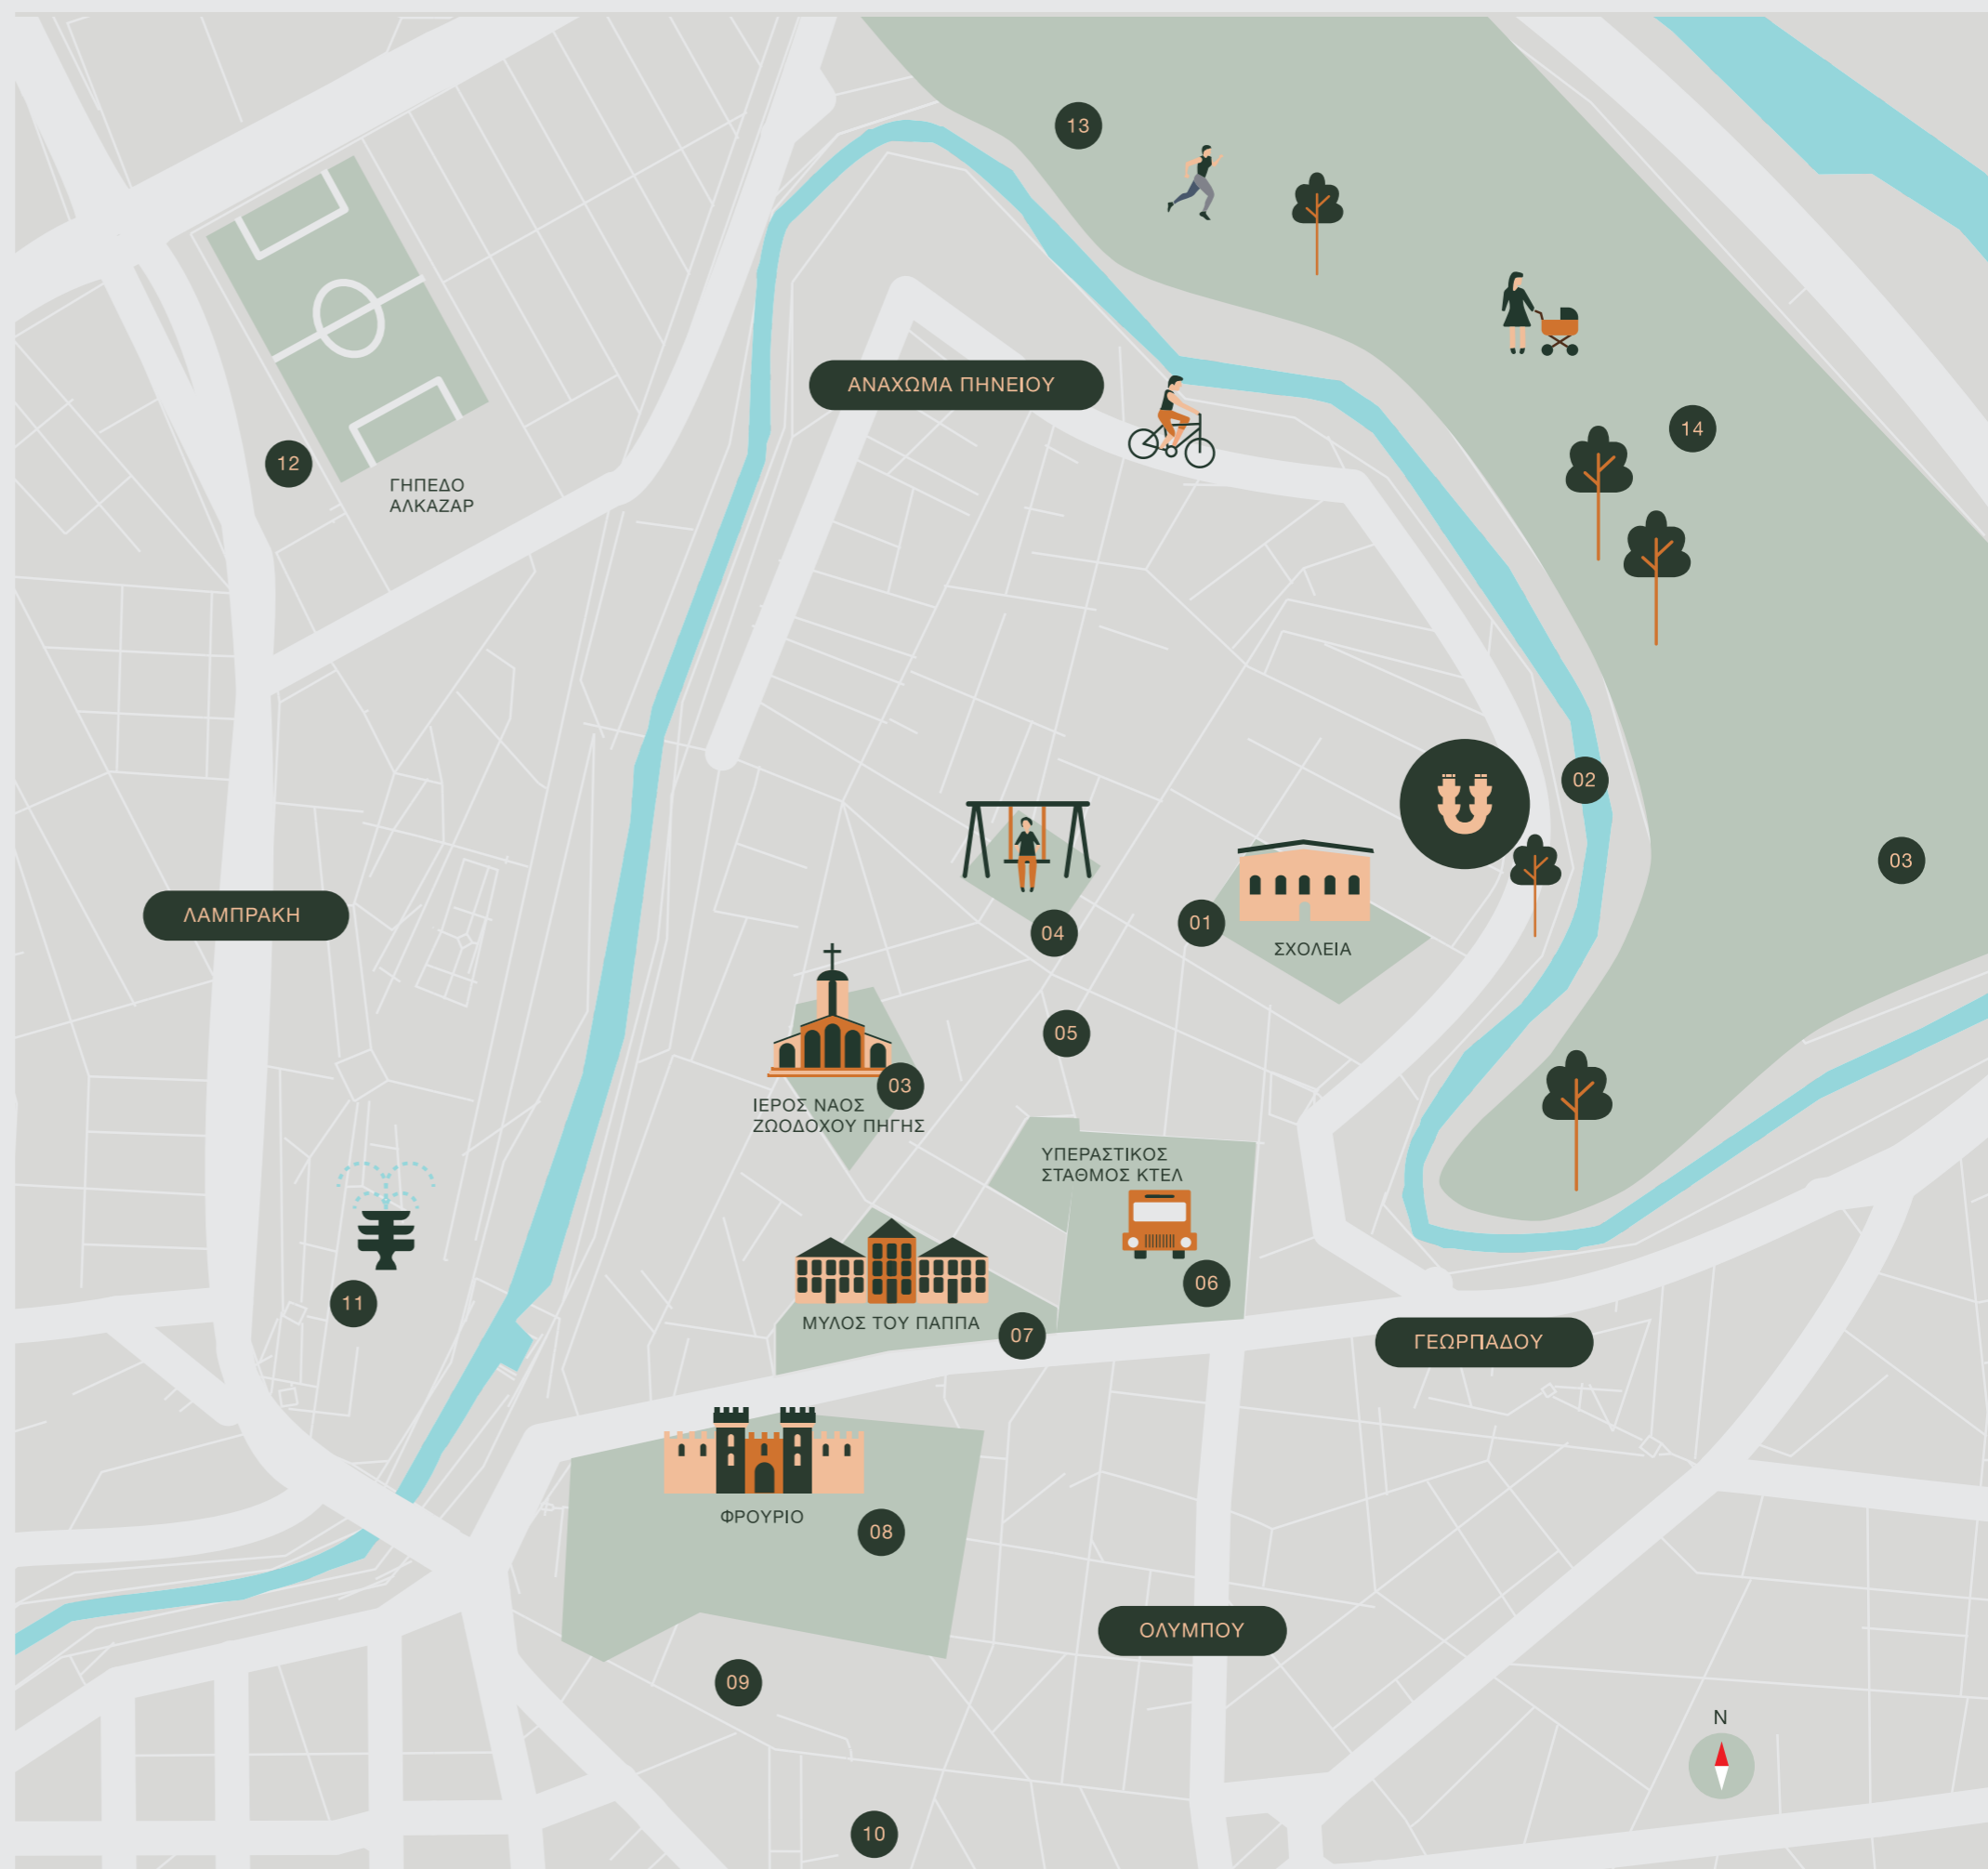 13
ΑΝΑΧΩΜΑ ΠΗΝΕΙΟΥ
14
12
ΓΗΠΕΔΟ
ΑΛΚΑΖΑΡ
02
03
ΛΑΜΠΡΑΚΗ
04
01
ΣΧΟΛΕΙΑ
05
03
ΙΕΡΟΣ ΝΑΟΣ
ΖΩΟΔΟΧΟΥ ΠΗΓΗΣ
ΥΠΕΡΑΣΤΙΚΟΣ
ΣΤΑΘΜΟΣ ΚΤΕΛ
06
11
ΜΥΛΟΣ ΤΟΥ ΠΑΠΠΑ
07
ΓΕΩΡΠΑΔΟΥ
ΦΡΟΥΡΙΟ
08
ΟΛΥΜΠΟΥ
09
N
10